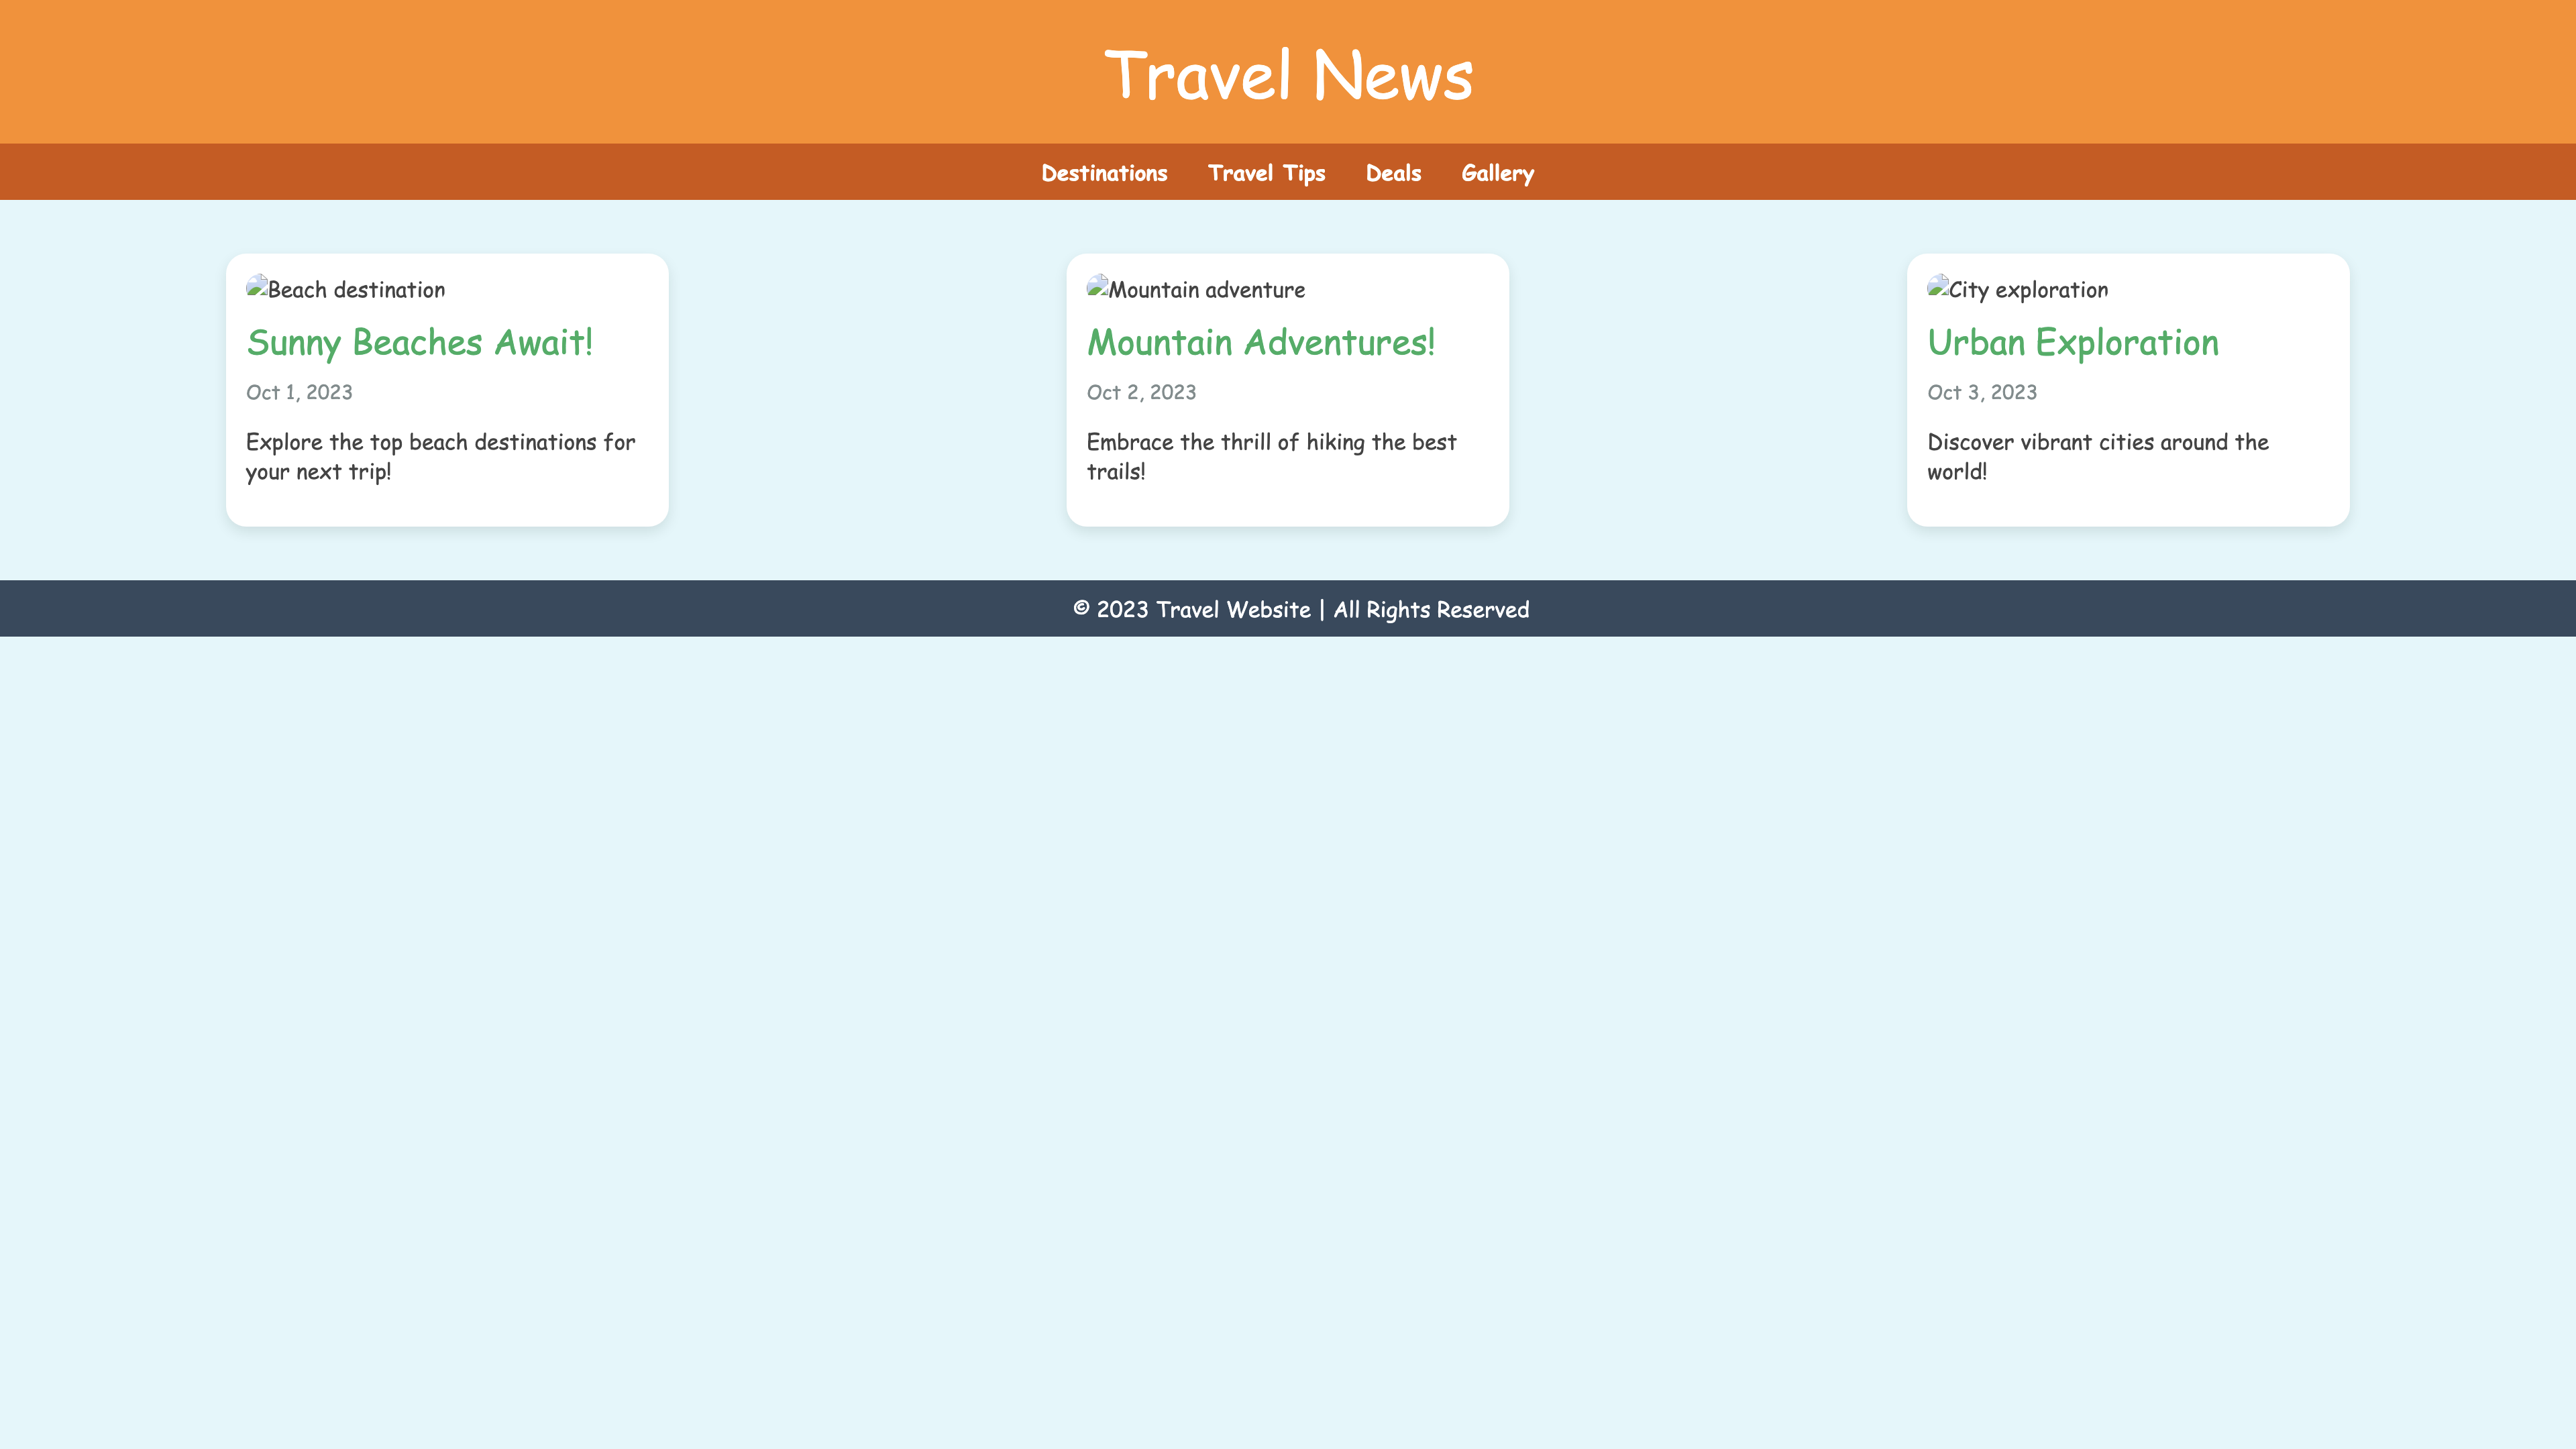 Travel News
Destinations Travel Tips Deals Gallery
Beach destination
Sunny Beaches Await!
Oct 1, 2023
Explore the top beach destinations for
your next trip!
Mountain adventure
Mountain Adventures!
Oct 2, 2023
Embrace the thrill of hiking the best
trails!
City exploration
Urban Exploration
Oct 3, 2023
Discover vibrant cities around the
world!
© 2023 Travel Website | All Rights Reserved